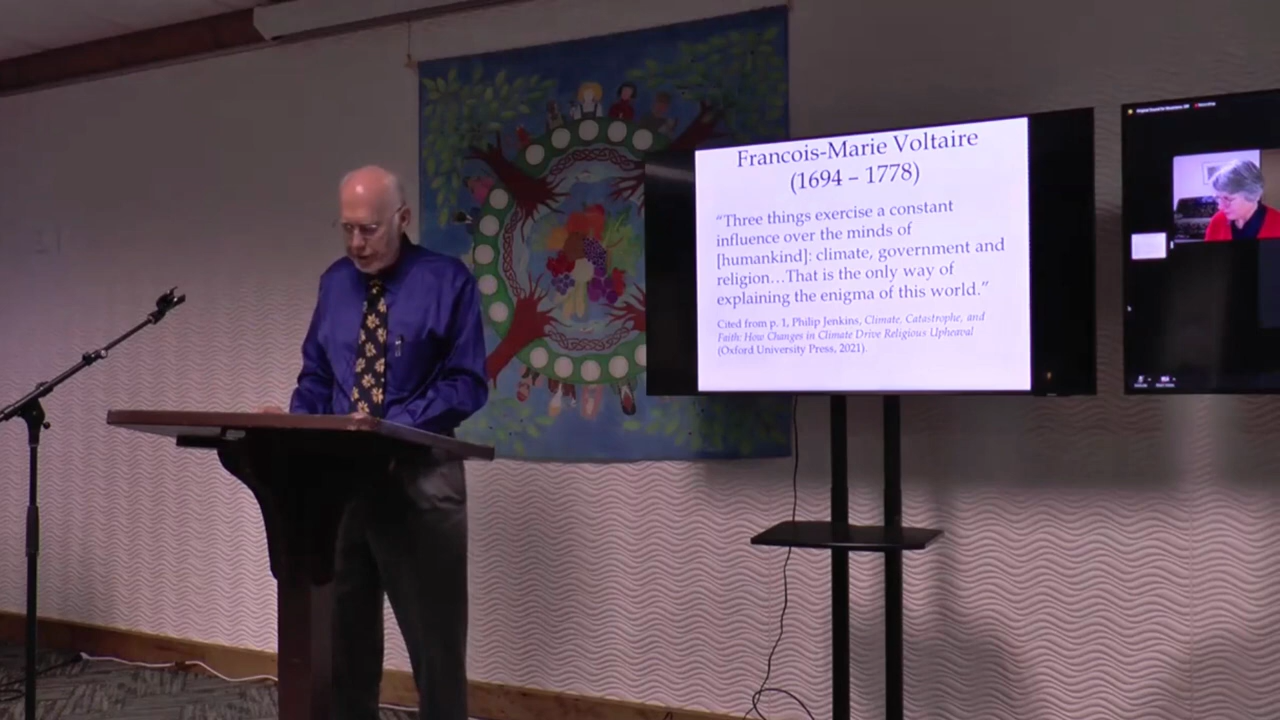 Francois-Marie Voltaire
(1694 – 1778)
“Three things exercise a constant
influence over the minds of
[humankind]: climate, government and
religion…That is the only way of
explaining the enigma of this world.”
Cited from p. 1, Philip Jenkins, Climate, Catastrophe, and
Faith: How Changes in Climate Drive Religious Upheaval
(Oxford University Press, 2021).